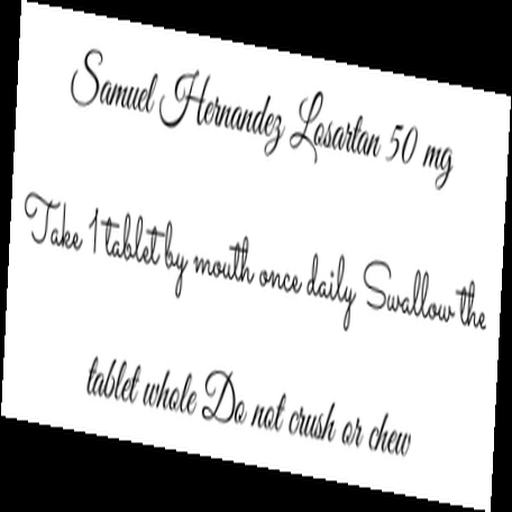 Samuel Hernandez Losartan 50 mg
Take 1 tablet by mouth once daily Swallow the
tablet whole Do not crush or chew